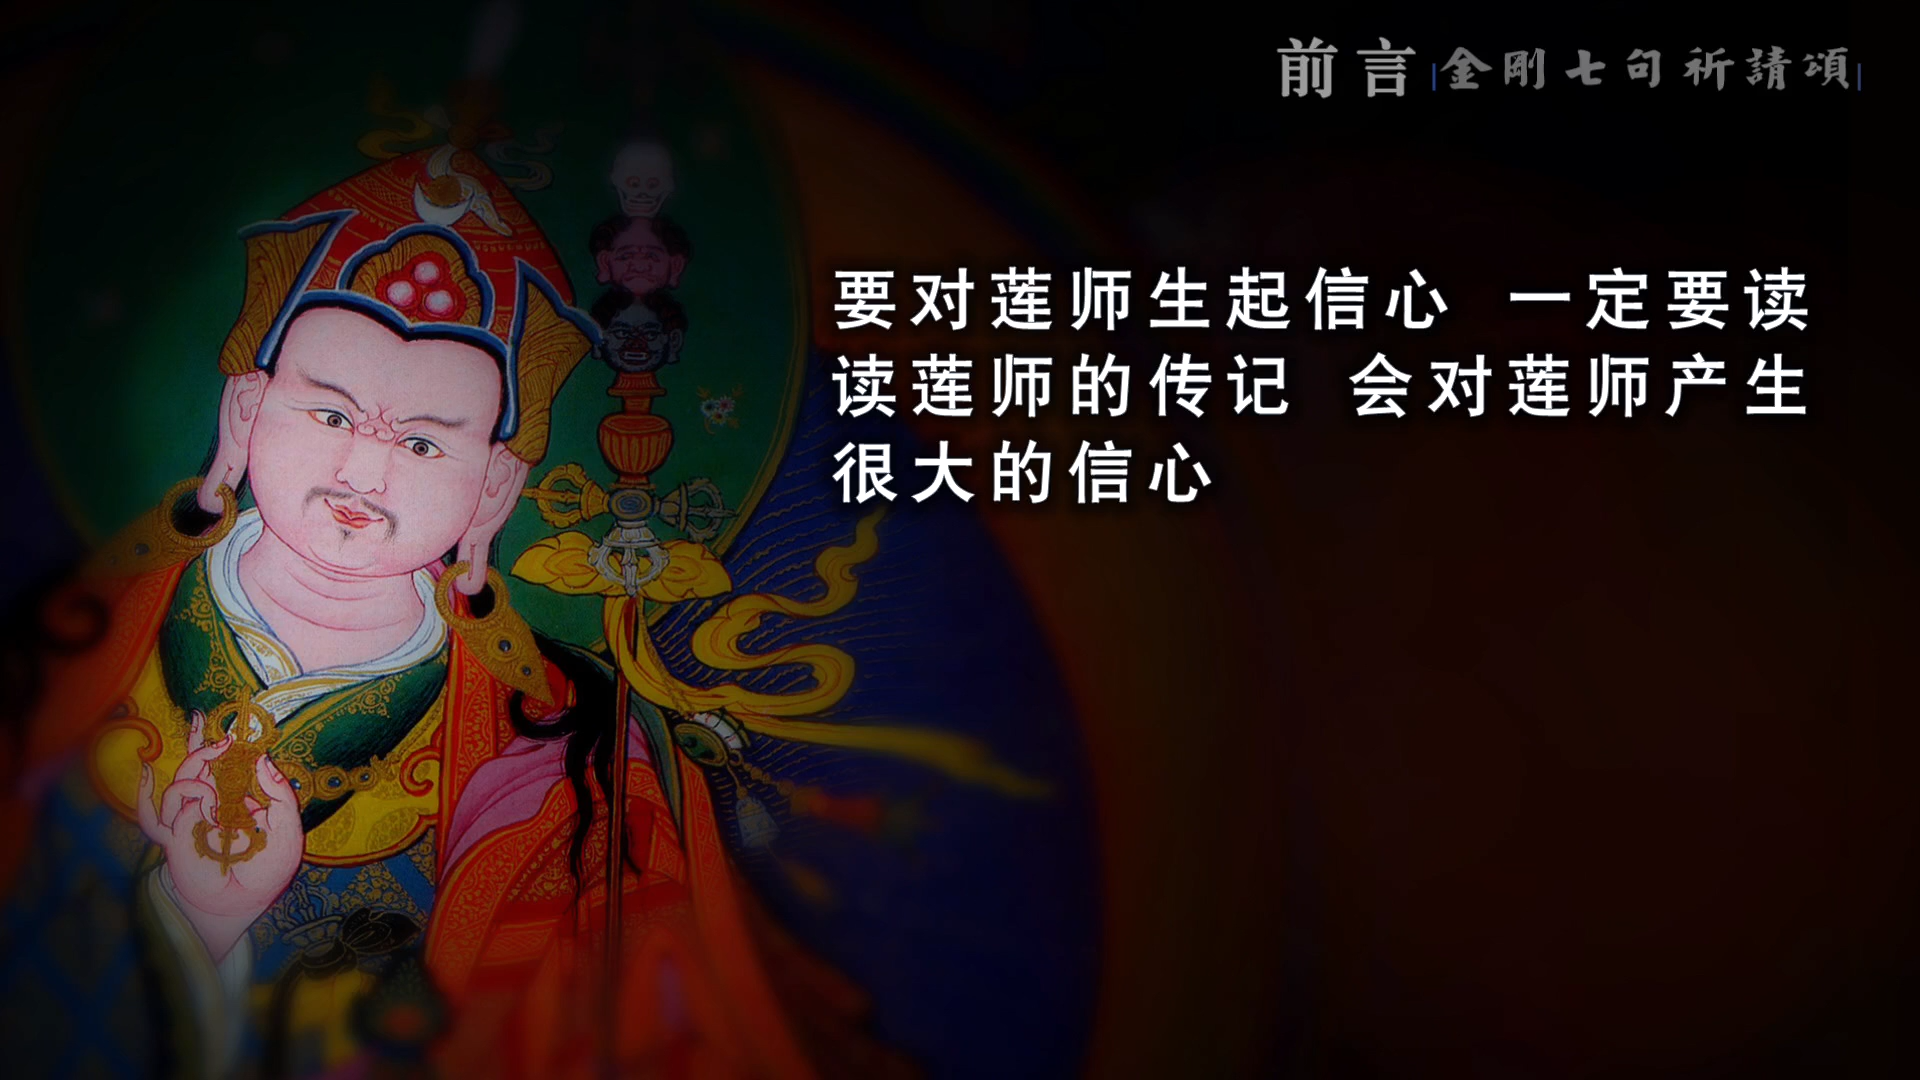 前言 |金剛七句祈請頌|
要对莲师生起信心 一定要读
读莲师的传记 会对莲师产生
很大的信心